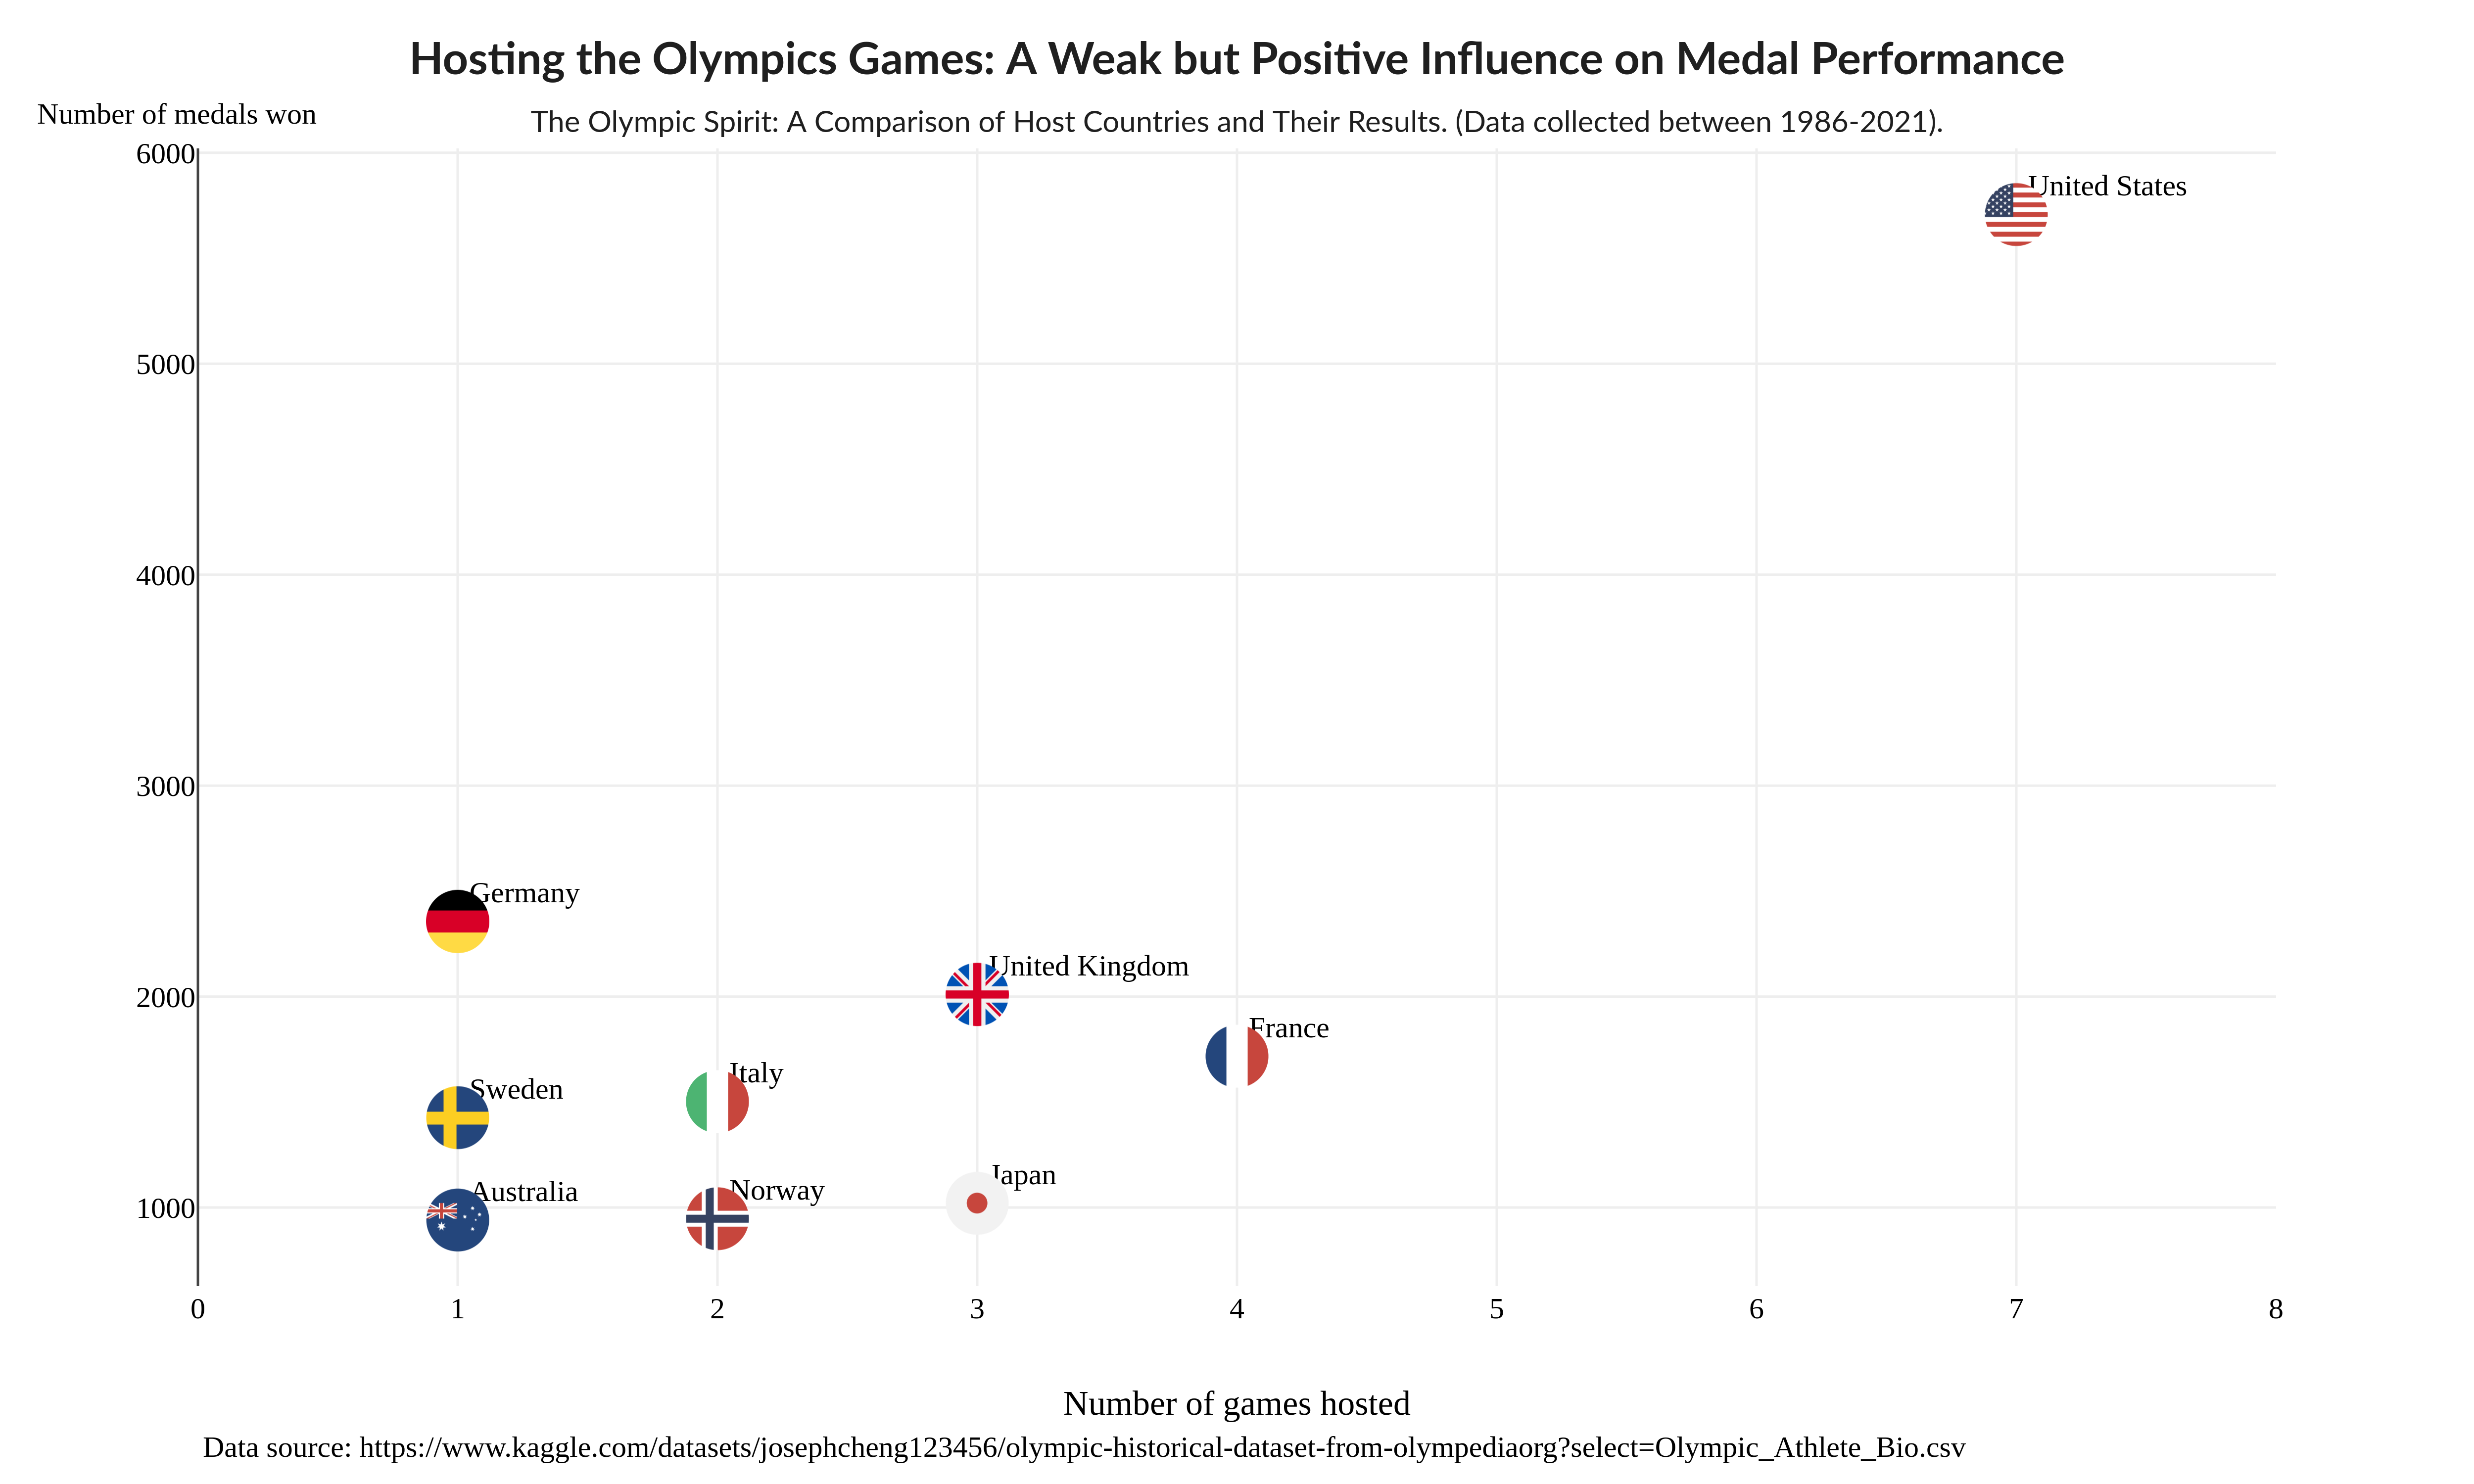 Hosting the Olympics Games: A Weak but Positive Influence on Medal Performance
Number of medals won
The Olympic Spirit: A Comparison of Host Countries and Their Results. (Data collected between 1986-2021).
6000
United States
5000
4000
3000
Germany
United Kingdom
2000
France
Italy
Sweden
Japan
Norway
Australia
1000
0 1 2 3 4 5 6 7 8
Number of games hosted
Data source: https://www.kaggle.com/datasets/josephcheng123456/olympic-historical-dataset-from-olympediaorg?select=Olympic_Athlete_Bio.csv